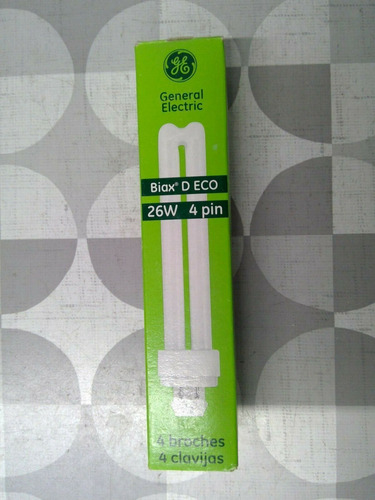 GE
General
Electric
Biax® D ECO
26W 4 pin
4 broches
4 clavijas